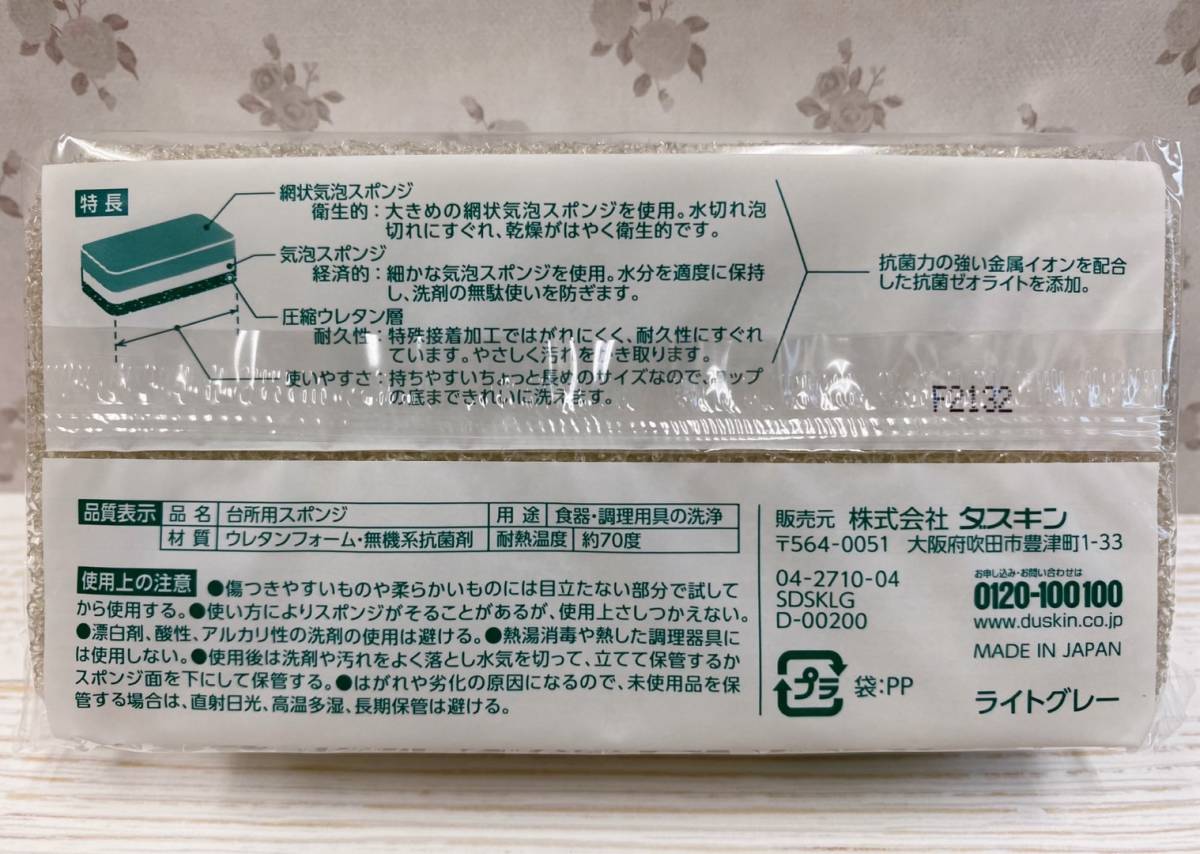 特長
網状気泡スポンジ
衛生的：大きめの網状気泡スポンジを使用。水切れ泡
切れにすぐれ、乾燥がはやく衛生的です。
気泡スポンジ
経済的：細かな気泡スポンジを使用。水分を適度に保持
し、洗剤の無駄使いを防ぎます。
圧縮ウレタン層
耐久性：特殊接着加工ではがれにくく、耐久性にすぐれ
ています。やさしく汚れをかき取ります。
使いやすさ：持ちやすいちょっと長めのサイズなので、コップ
の底まできれいに洗えます。
抗菌力の強い金属イオンを配合
した抗菌ゼオライトを添加。
F2132
品質表示 品名 台所用スポンジ 用途 食器・調理用具の洗浄
材質 ウレタンフォーム・無機系抗菌剤 耐熱温度 約70度
使用上の注意 ●傷つきやすいものや柔らかいものには目立たない部分で試して
から使用する。●使い方によりスポンジがそることがあるが、使用上さしつかえない。
●漂白剤、酸性、アルカリ性の洗剤の使用は避ける。●熱湯消毒や熱した調理器具に
は使用しない。●使用後は洗剤や汚れをよく落とし水気を切って、立てて保管するか
スポンジ面を下にして保管する。●はがれや劣化の原因になるので、未使用品を保
管する場合は、直射日光、高温多湿、長期保管は避ける。
販売元 株式会社 ダスキン
〒564-0051 大阪府吹田市豊津町1-33
04-2710-04
SDSKLG
D-00200
お申し込み・お問い合わせは
0120-100100
www.duskin.co.jp
MADE IN JAPAN
プラ 袋：PP
ライトグレー